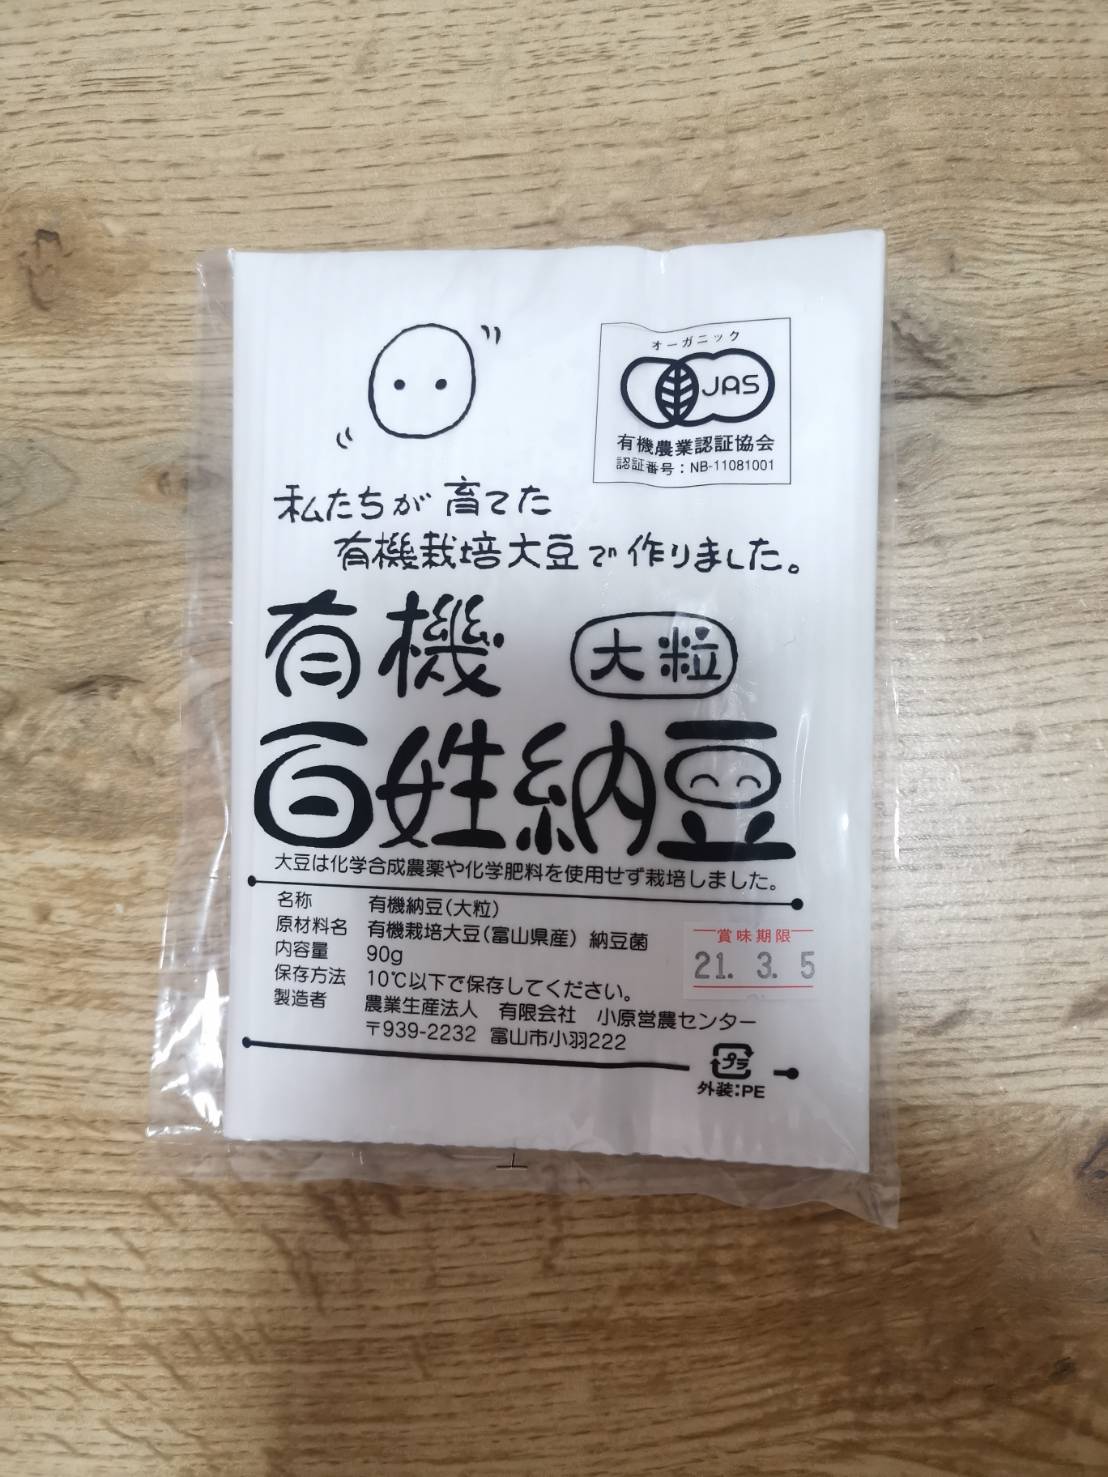 オーガニック
JAS
有機農業認証協会
認証番号：NB-11081001
私たちが育てた
有機栽培大豆で作りました。
有機 大粒
百姓納豆
大豆は化学合成農薬や化学肥料を使用せず栽培しました。
名称 有機納豆(大粒)
原材料名 有機栽培大豆(富山県産) 納豆菌
内容量 90g
保存方法 10℃以下で保存してください。
製造者 農業生産法人 有限会社 小原営農センター
〒939-2232 富山市小羽222
賞味期限
21. 3. 5
プラ
外装:PE